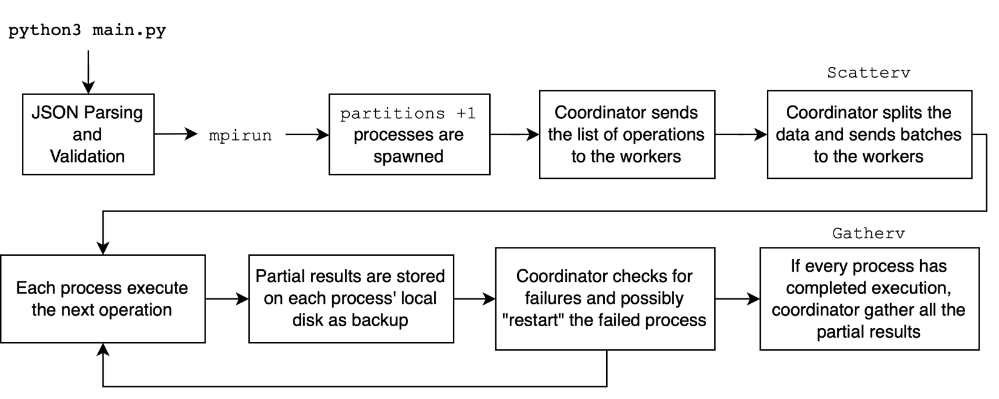 python3 main.py
JSON Parsing
and
Validation
mpirun
partitions +1
processes are
spawned
Coordinator sends
the list of operations
to the workers
Scatterv
Coordinator splits the
data and sends batches
to the workers
Each process execute
the next operation
Partial results are stored
on each process' local
disk as backup
Coordinator checks for
failures and possibly
"restart" the failed process
Gatherv
If every process has
completed execution,
coordinator gather all the
partial results